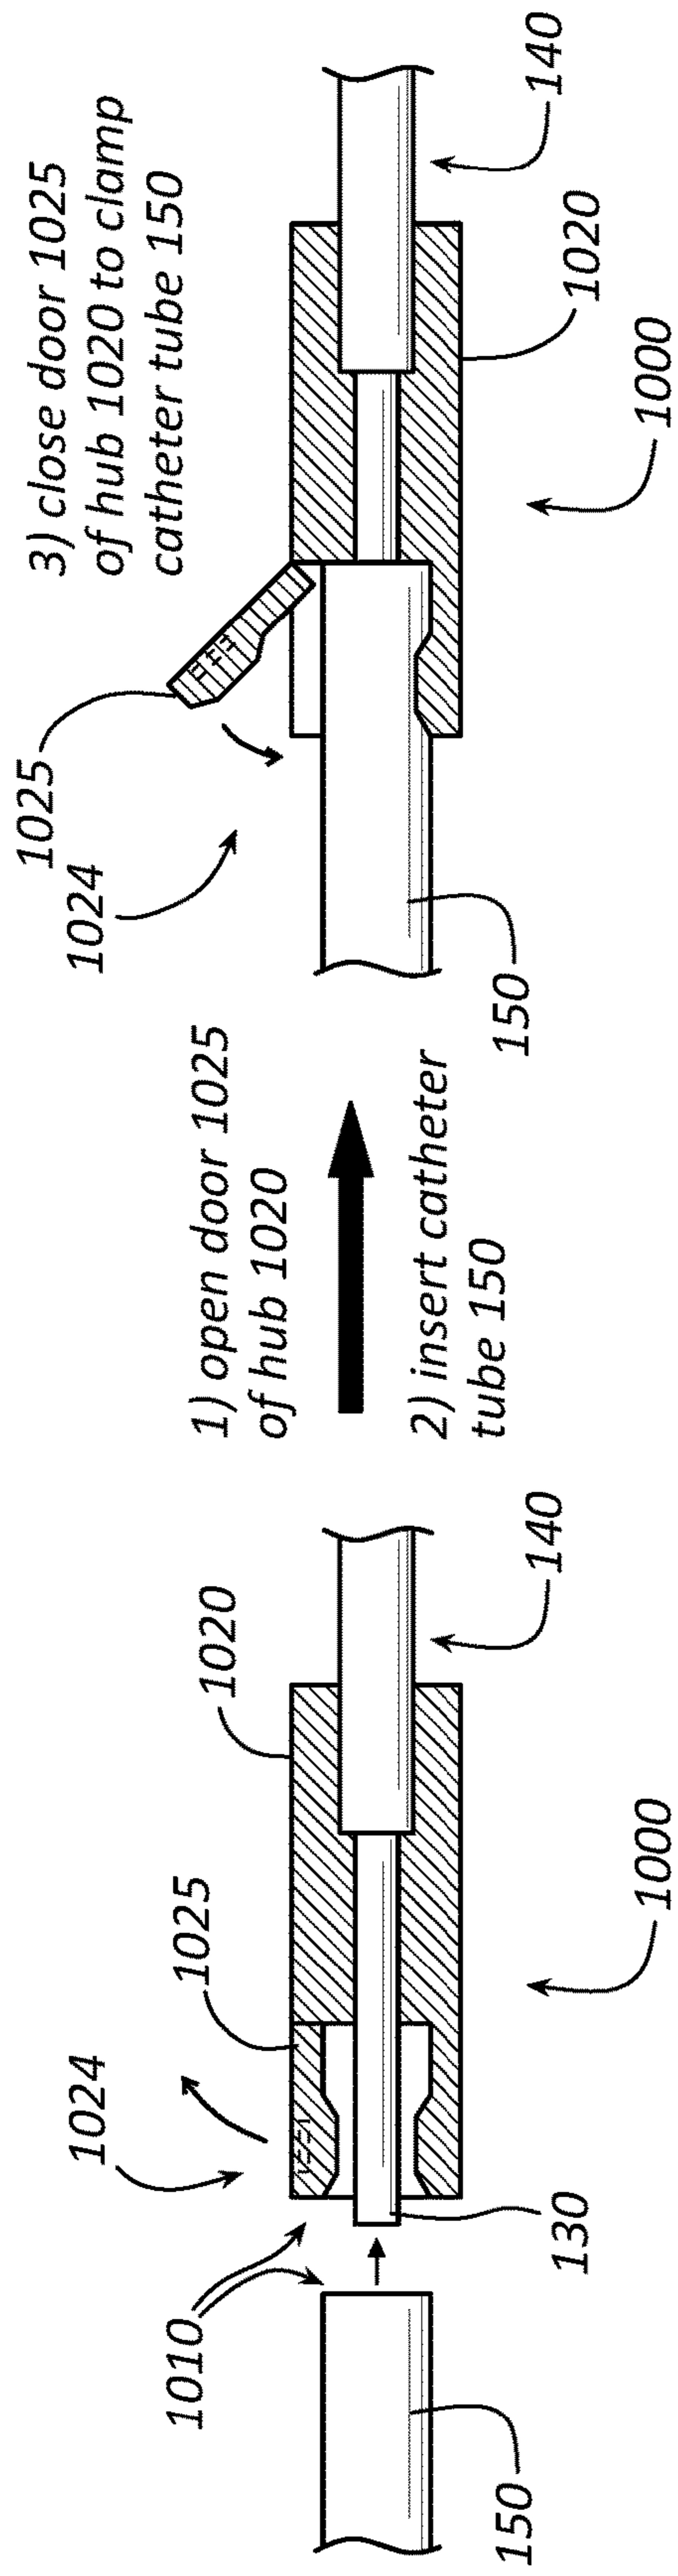 1010
1024
1025
1020
150
130
1000
140
1) open door 1025
of hub 1020
2) insert catheter
tube 150
1024
1025
3) close door 1025
of hub 1020 to clamp
catheter tube 150
150
1000
1020
140